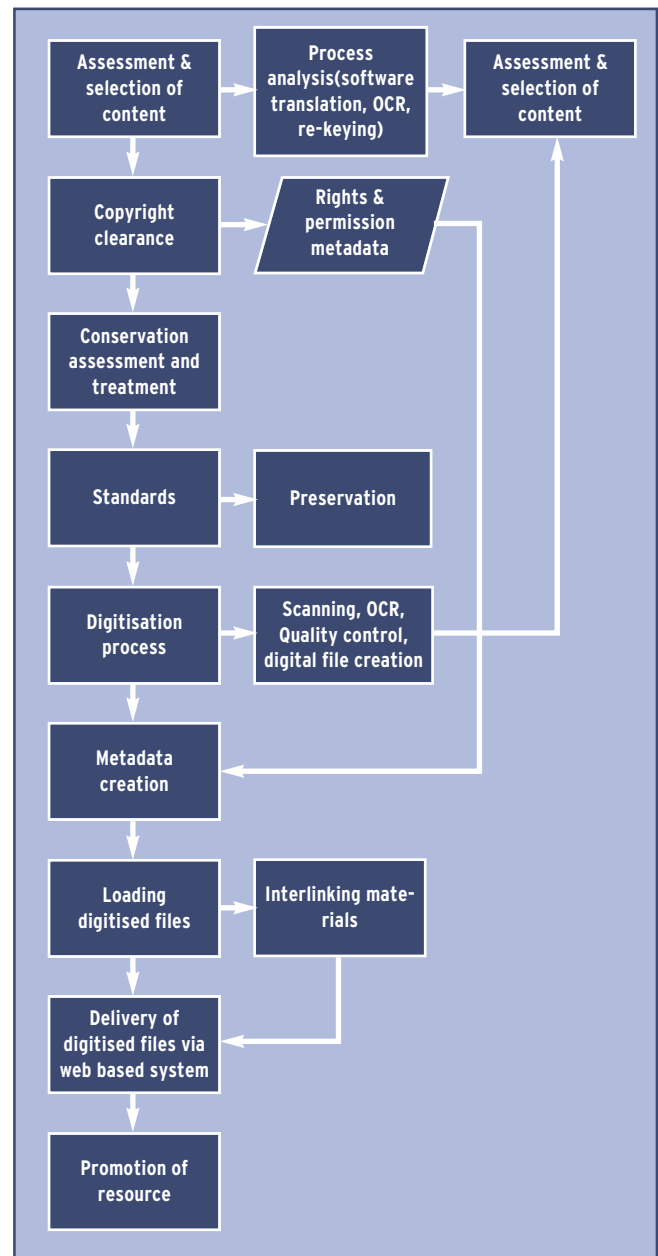 Assessment &
selection of
content
Process
analysis(software
translation, OCR,
re-keying)
Assessment &
selection of
content
Copyright
clearance
Rights &
permission
metadata
Conservation
assessment and
treatment
Standards
Preservation
Digitisation
process
Scanning, OCR,
Quality control,
digital file creation
Metadata
creation
Loading
digitised files
Interlinking mate-
rials
Delivery of
digitised files via
web based system
Promotion of
resource